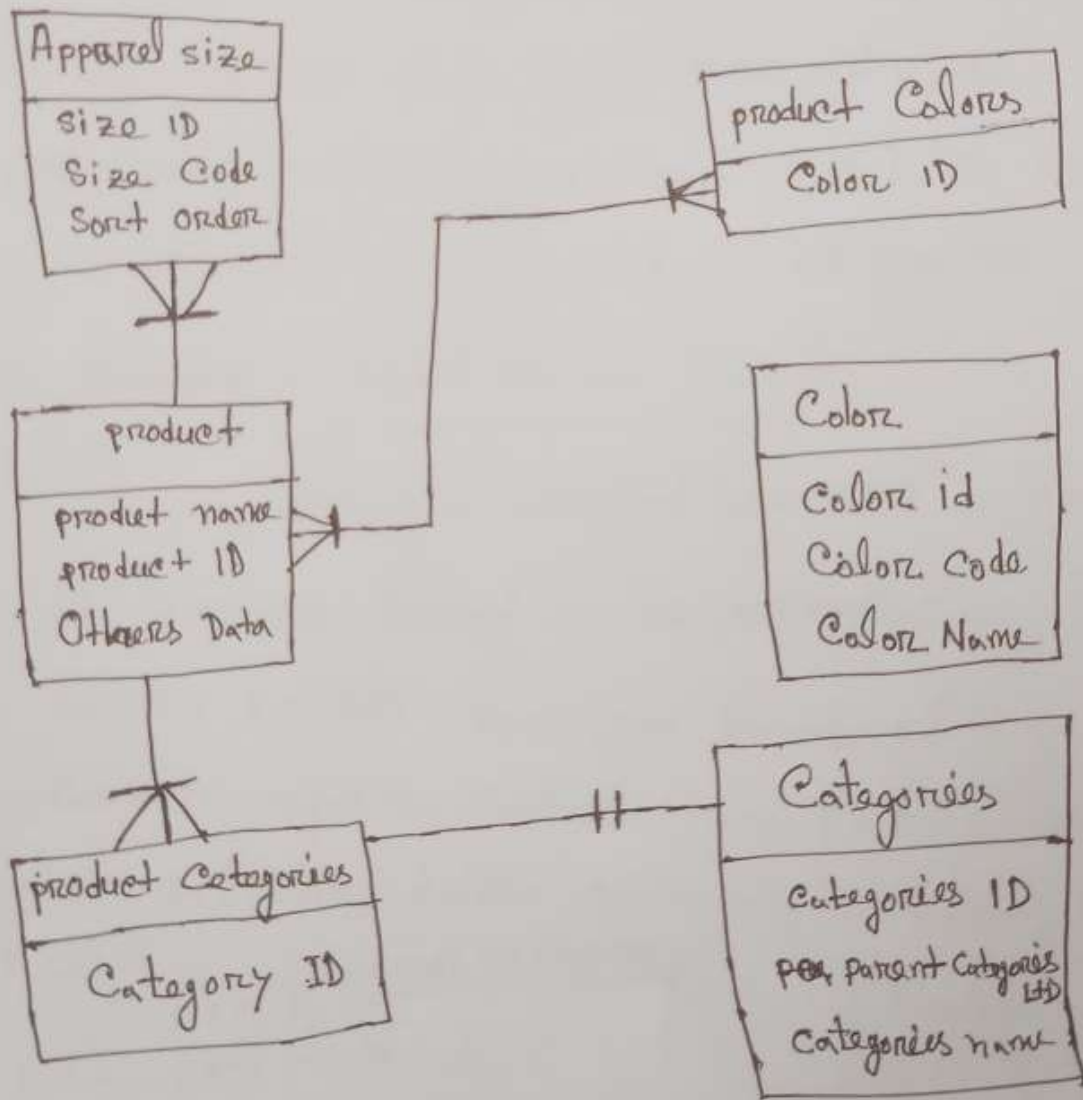 Apparel size
Size ID
Size Code
Sort order
product Colors
Color ID
product
product name
product ID
Others Data
Color
Color id
Color Code
Color Name
product Categories
Category ID
Categories
Categories ID
parent Categories
ID
Categories name